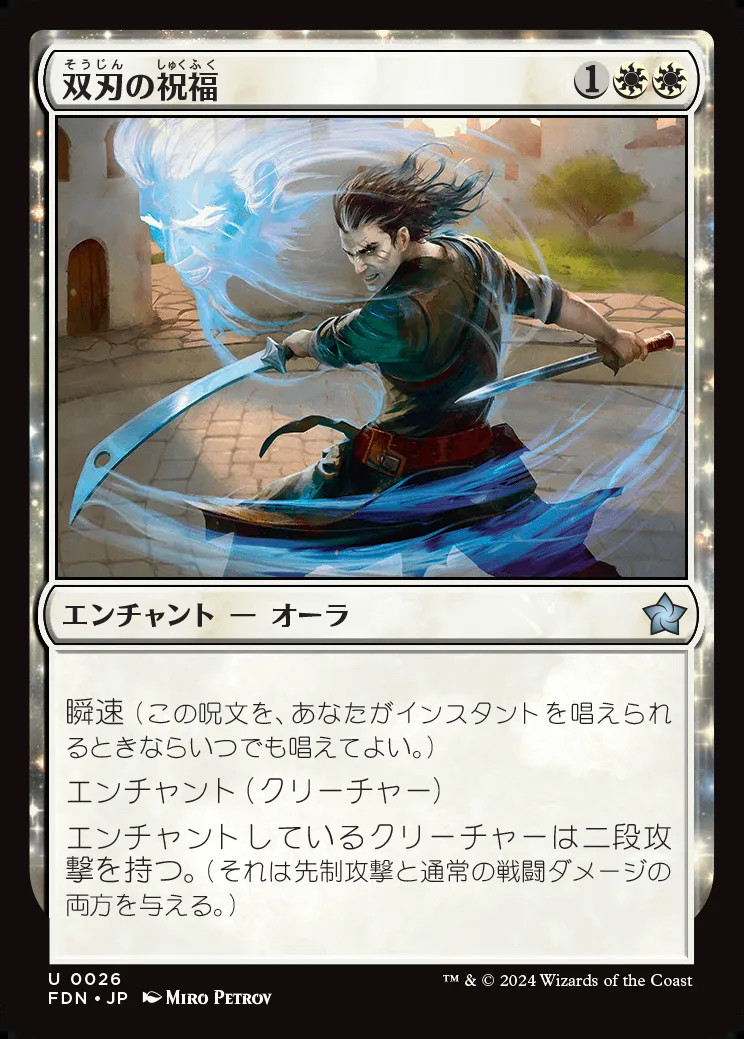 そうじん しゅくふく
双刃の祝福 1
エンチャント — オーラ
瞬速（この呪文を、あなたがインスタントを唱えられ
るときならいつでも唱えてよい。）
エンチャント（クリーチャー）
エンチャントしているクリーチャーは二段攻
撃を持つ。（それは先制攻撃と通常の戦闘ダメージの
両方を与える。）
U 0026
FDN • JP Miro Petrov
™ & © 2024 Wizards of the Coast